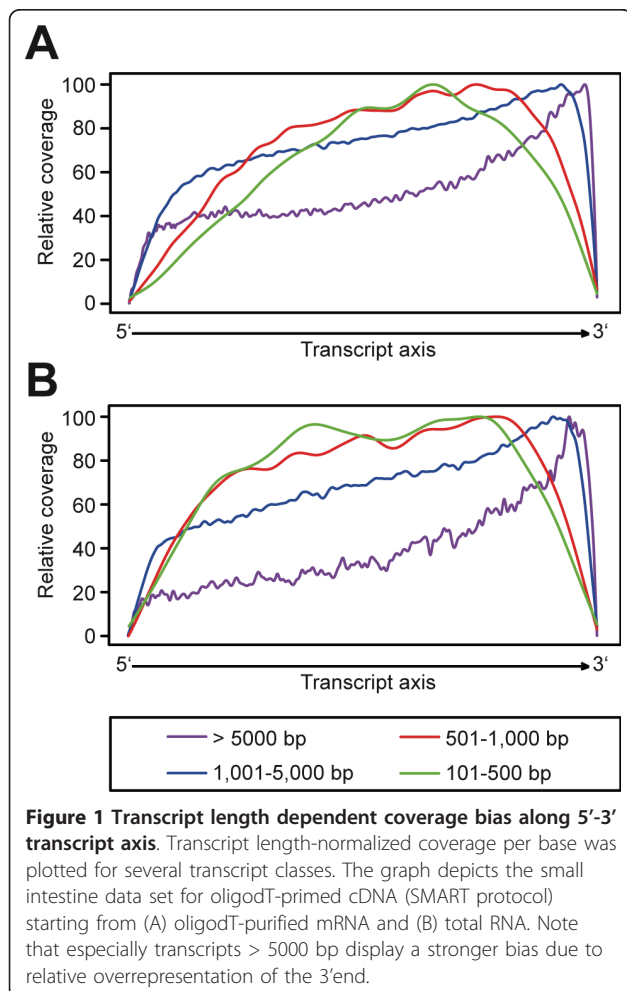 A
Relative coverage
100
80
60
40
20
0
5‘
3‘
Transcript axis
B
Relative coverage
100
80
60
40
20
0
5‘
3‘
Transcript axis
> 5000 bp
501-1,000 bp
1,001-5,000 bp
101-500 bp
Figure 1 Transcript length dependent coverage bias along 5’-3’
transcript axis. Transcript length-normalized coverage per base was
plotted for several transcript classes. The graph depicts the small
intestine data set for oligodT-primed cDNA (SMART protocol)
starting from (A) oligodT-purified mRNA and (B) total RNA. Note
that especially transcripts > 5000 bp display a stronger bias due to
relative overrepresentation of the 3’end.